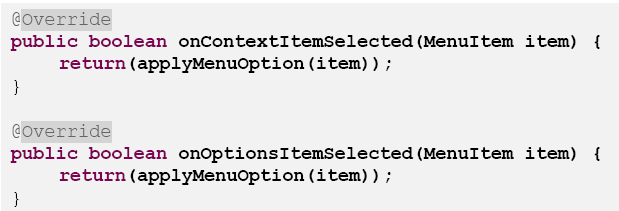 @Override
public boolean onContextItemSelected(MenuItem item) {
    return(applyMenuOption(item));
}
@Override
public boolean onOptionsItemSelected(MenuItem item) {
    return(applyMenuOption(item));
}